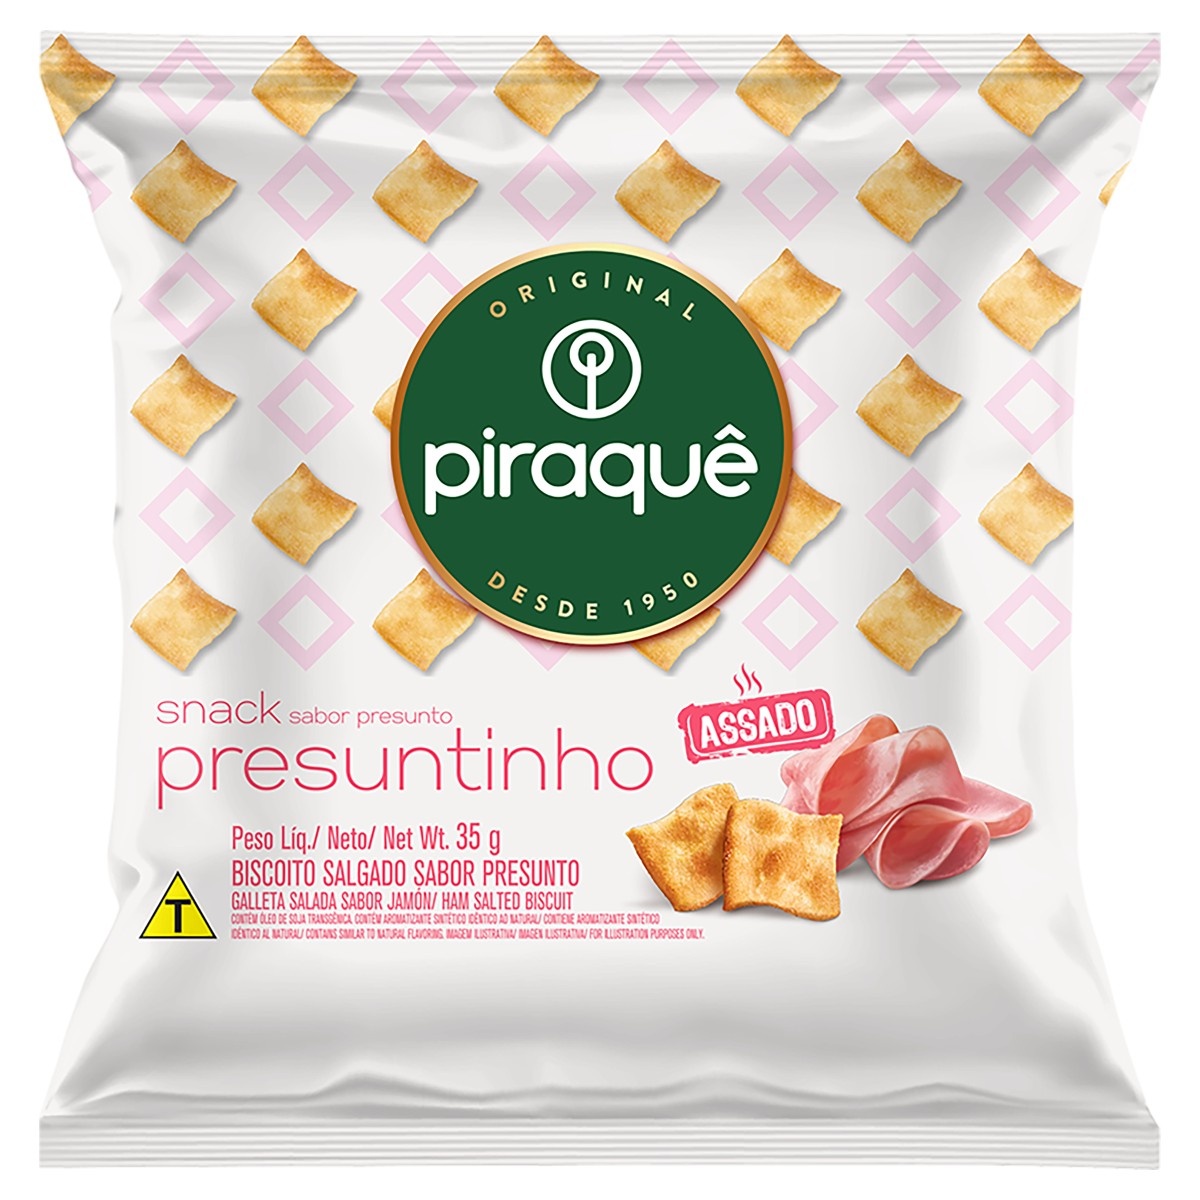 ORIGINAL
piraquê
DESDE 1950
snack sabor presunto
presuntinho
ASSADO
Peso Líq./ Neto/ Net Wt. 35 g
BISCOITO SALGADO SABOR PRESUNTO
GALLETA SALADA SABOR JAMÓN/ HAM SALTED BISCUIT
CONTÉM ÓLEO DE SOJA TRANSGÊNICA. CONTÉM AROMATIZANTE SINTÉTICO IDÊNTICO AO NATURAL/ CONTIENE AROMATIZANTE SINTÉTICO
IDÉNTICO AL NATURAL/ CONTAINS SIMILAR TO NATURAL FLAVORING. IMAGEM ILUSTRATIVA/ IMAGEN ILUSTRATIVA/ FOR ILLUSTRATION PURPOSES ONLY.
T